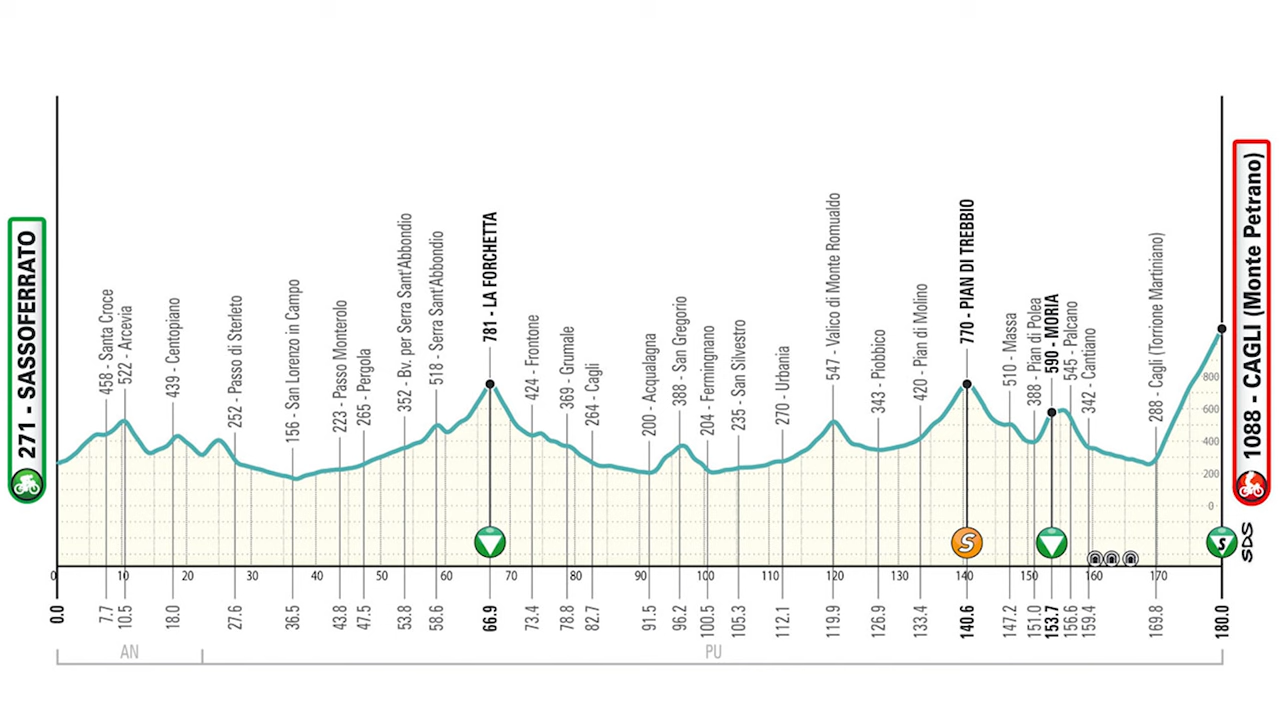 271 - SASSOFERRATO
458 - Santa Croce
522 - Arcevia
439 - Centopiano
252 - Passo di Sterleto
156 - San Lorenzo in Campo
223 - Passo Monterolo
265 - Pergola
352 - Bv. per Serra Sant'Abbondio
518 - Serra Sant'Abbondio
781 - LA FORCHETTA
424 - Frontone
369 - Grumale
264 - Cagli
200 - Acqualagna
388 - San Gregorio
204 - Fermingnano
235 - San Silvestro
270 - Urbania
547 - Valico di Monte Romualdo
343 - Piobbico
420 - Pian di Molino
770 - PIAN DI TREBBIO
510 - Massa
388 - Pian di Polea
590 - MORIA
545 - Palcano
342 - Cantiano
288 - Cagli (Torrione Martiniano)
1088 - CAGLI (Monte Petrano)
800
600
400
200
0
S
S
SDS
0 10 20 30 40 50 60 70 80 90 100 110 120 130 140 150 160 170
0.0 7.7 10.5 18.0 27.6 36.5 43.8 47.5 53.8 58.6 66.9 73.4 78.8 82.7 91.5 96.2 100.5 105.3 112.1 119.9 126.9 133.4 140.6 147.2 151.0 153.7 156.6 159.4 169.8 180.0
AN PU